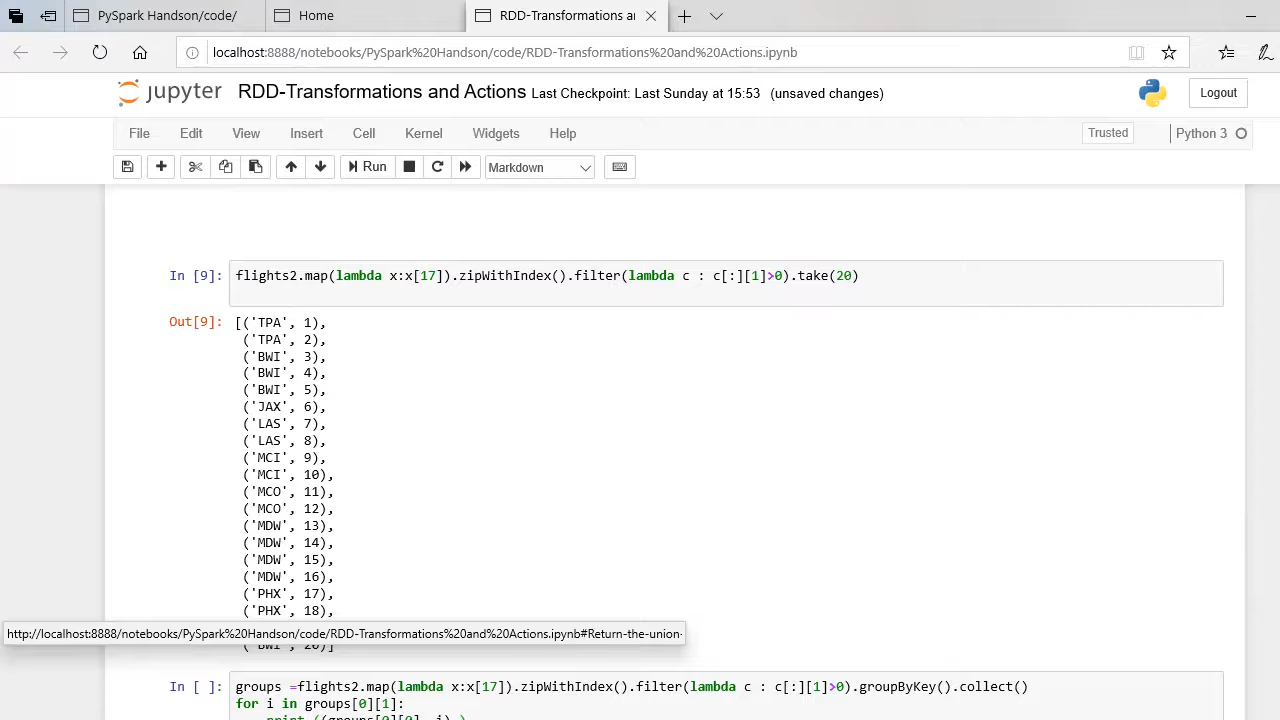 PySpark Handson/code/
Home
RDD-Transformations a
localhost:8888/notebooks/PySpark%20Handson/code/RDD-Transformations%20and%20Actions.ipynb
jupyter
RDD-Transformations and Actions Last Checkpoint: Last Sunday at 15:53 (unsaved changes)
Logout
File Edit View Insert Cell Kernel Widgets Help
Trusted
Python 3
Run
Markdown
In [9]: flights2.map(lambda x:x[17]).zipWithIndex().filter(lambda c : c[:][1]>0).take(20)
Out[9]: [('TPA', 1),
('TPA', 2),
('BWI', 3),
('BWI', 4),
('BWI', 5),
('JAX', 6),
('LAS', 7),
('LAS', 8),
('MCI', 9),
('MCI', 10),
('MCO', 11),
('MCO', 12),
('MDW', 13),
('MDW', 14),
('MDW', 15),
('MDW', 16),
('PHX', 17),
('PHX', 18),
http://localhost:8888/notebooks/PySpark%20Handson/code/RDD-Transformations%20and%20Actions.ipynb#Return-the-union-
('BWI', 20)]
In [ ]: groups =flights2.map(lambda x:x[17]).zipWithIndex().filter(lambda c : c[:][1]>0).groupByKey().collect()
for i in groups[0][1]:
print ((groups[0][0], i) )